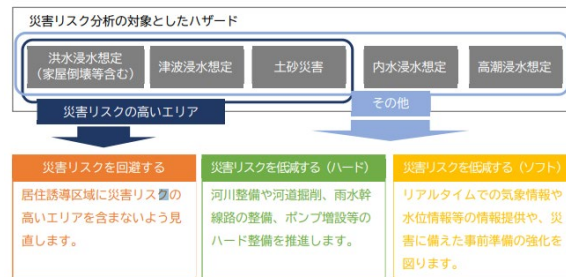 災害リスク分析の対象としたハザード
洪水浸水想定
（家屋倒壊等含む）
津波浸水想定
土砂災害
内水浸水想定
高潮浸水想定
災害リスクの高いエリア
その他
災害リスクを回避する
居住誘導区域に災害リスクの
高いエリアを含まないよう見
直します。
災害リスクを低減する（ハード）
河川整備や河道掘削、雨水幹
線路の整備、ポンプ増設等の
ハード整備を推進します。
災害リスクを低減する（ソフト）
リアルタイムでの気象情報や
水位情報等の情報提供や、災
害に備えた事前準備の強化を
図ります。